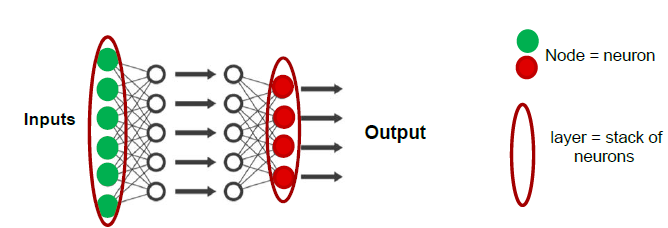 Inputs
Output
Node = neuron
layer = stack of
neurons